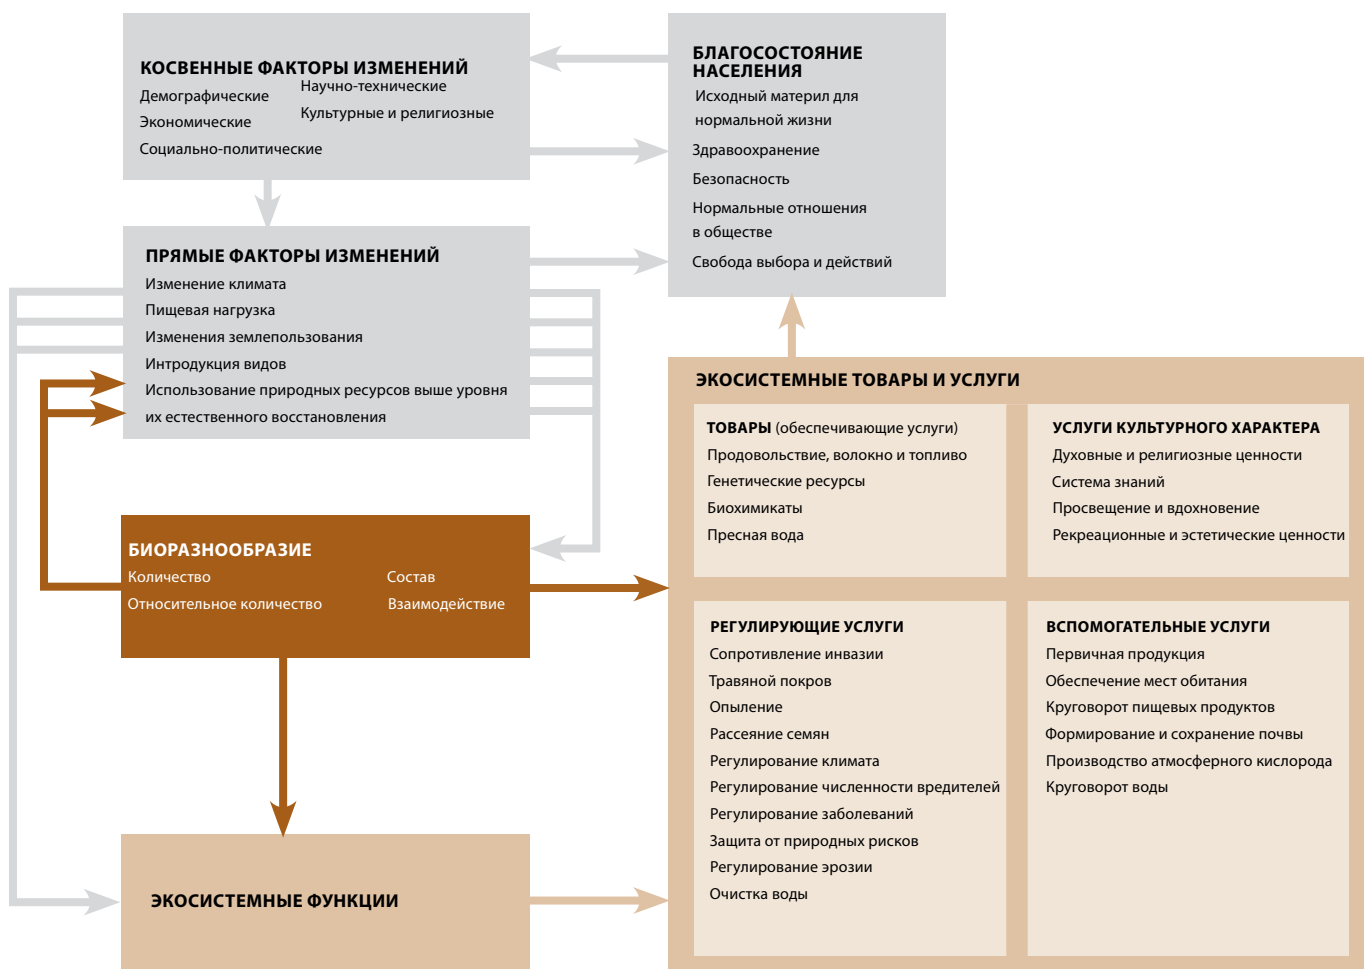 КОСВЕННЫЕ ФАКТОРЫ ИЗМЕНЕНИЙ
Демографические
Экономические
Социально-политические
Научно-технические
Культурные и религиозные
БЛАГОСОСТОЯНИЕ
НАСЕЛЕНИЯ
Исходный материл для
нормальной жизни
Здравоохранение
Безопасность
Нормальные отношения
в обществе
Свобода выбора и действий
ПРЯМЫЕ ФАКТОРЫ ИЗМЕНЕНИЙ
Изменение климата
Пищевая нагрузка
Изменения землепользования
Интродукция видов
Использование природных ресурсов выше уровня
их естественного восстановления
БИОРАЗНООБРАЗИЕ
Количество
Относительное количество
Состав
Взаимодействие
ЭКОСИСТЕМНЫЕ ФУНКЦИИ
ЭКОСИСТЕМНЫЕ ТОВАРЫ И УСЛУГИ
ТОВАРЫ (обеспечивающие услуги)
Продовольствие, волокно и топливо
Генетические ресурсы
Биохимикаты
Пресная вода
УСЛУГИ КУЛЬТУРНОГО ХАРАКТЕРА
Духовные и религиозные ценности
Система знаний
Просвещение и вдохновение
Рекреационные и эстетические ценности
РЕГУЛИРУЮЩИЕ УСЛУГИ
Сопротивление инвазии
Травяной покров
Опыление
Рассеяние семян
Регулирование климата
Регулирование численности вредителей
Регулирование заболеваний
Защита от природных рисков
Регулирование эрозии
Очистка воды
ВСПОМОГАТЕЛЬНЫЕ УСЛУГИ
Первичная продукция
Обеспечение мест обитания
Круговорот пищевых продуктов
Формирование и сохранение почвы
Производство атмосферного кислорода
Круговорот воды